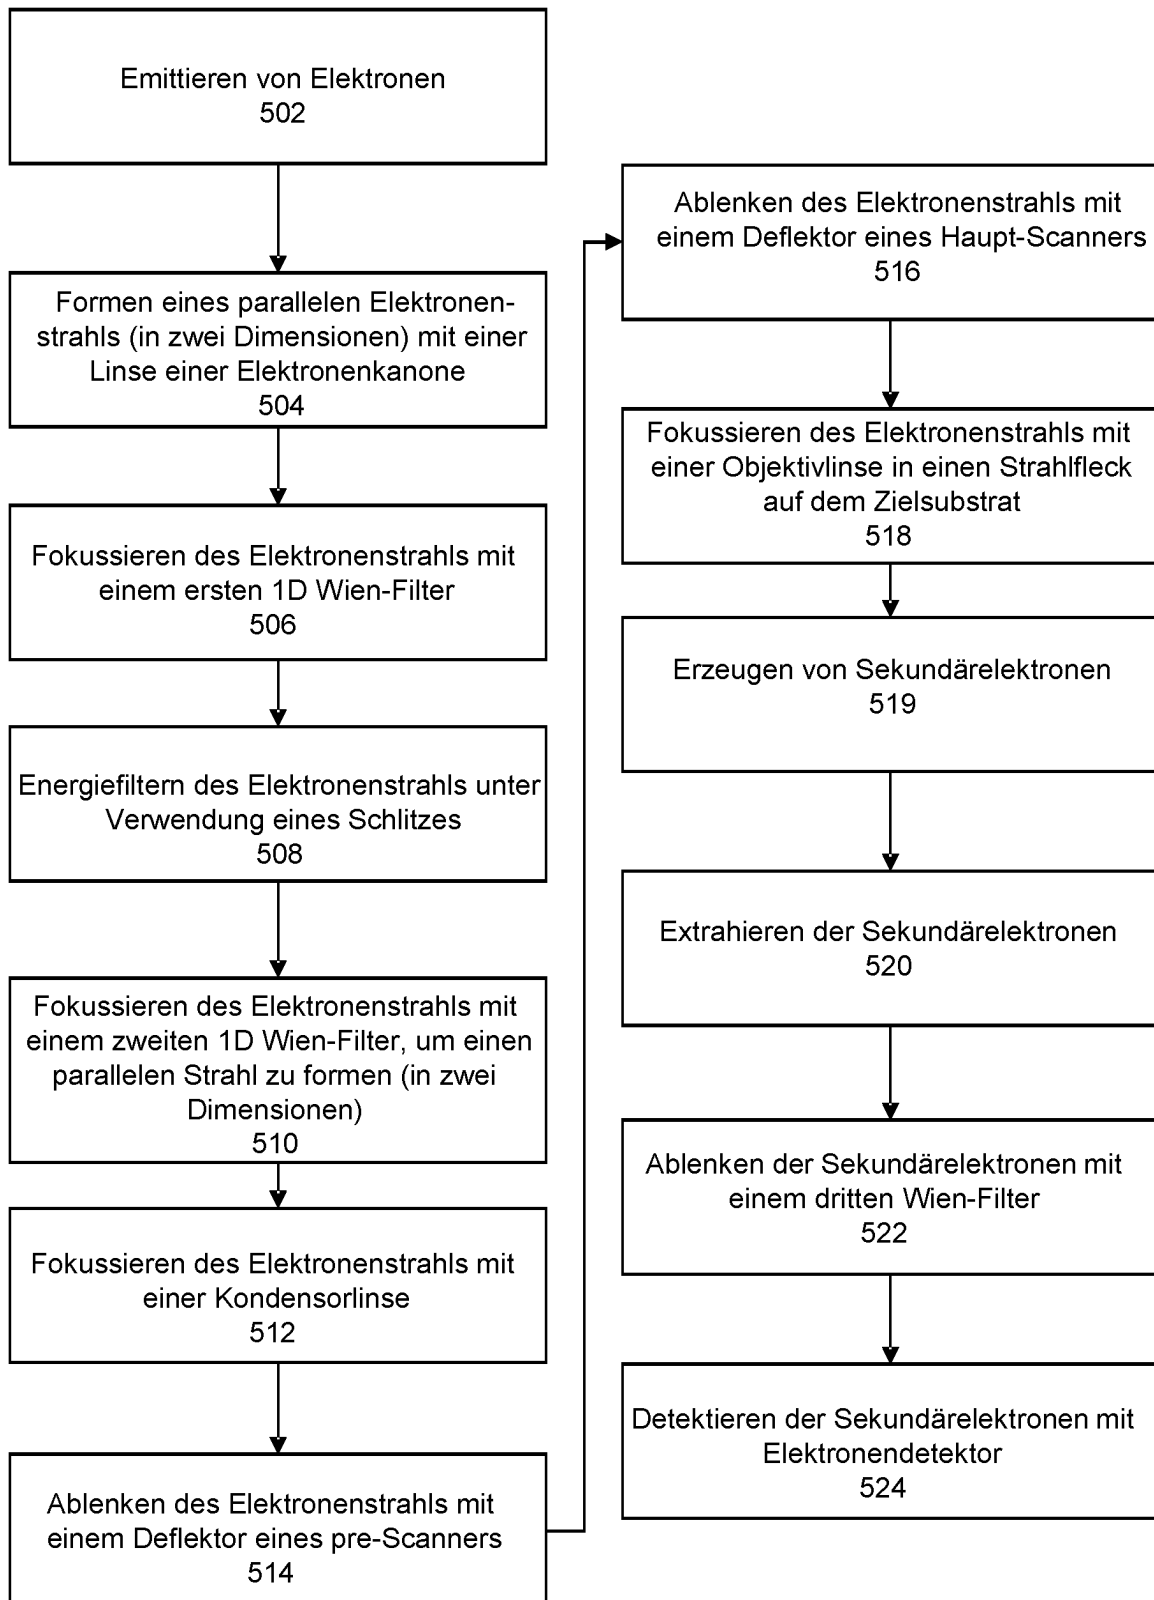 Emittieren von Elektronen
502
Formen eines parallelen Elektronen-
strahls (in zwei Dimensionen) mit einer
Linse einer Elektronenkanone
504
Fokussieren des Elektronenstrahls mit
einem ersten 1D Wien-Filter
506
Energiefiltern des Elektronenstrahls unter
Verwendung eines Schlitzes
508
Fokussieren des Elektronenstrahls mit
einem zweiten 1D Wien-Filter, um einen
parallelen Strahl zu formen (in zwei
Dimensionen)
510
Fokussieren des Elektronenstrahls mit
einer Kondensorlinse
512
Ablenken des Elektronenstrahls mit
einem Deflektor eines pre-Scanners
514
Ablenken des Elektronenstrahls mit
einem Deflektor eines Haupt-Scanners
516
Fokussieren des Elektronenstrahls mit
einer Objektivlinse in einen Strahlfleck
auf dem Zielsubstrat
518
Erzeugen von Sekundärelektronen
519
Extrahieren der Sekundärelektronen
520
Ablenken der Sekundärelektronen mit
einem dritten Wien-Filter
522
Detektieren der Sekundärelektronen mit
Elektronendetektor
524